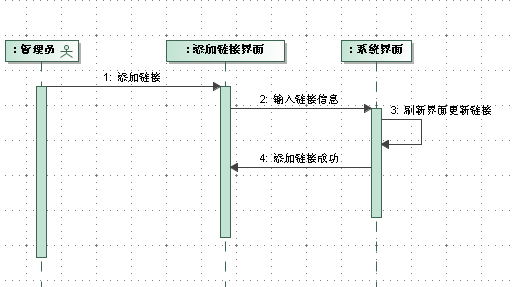 : 管理员
: 添加链接界面
: 系统界面
1: 添加链接
2: 输入链接信息
3: 刷新界面更新链接
4: 添加链接成功